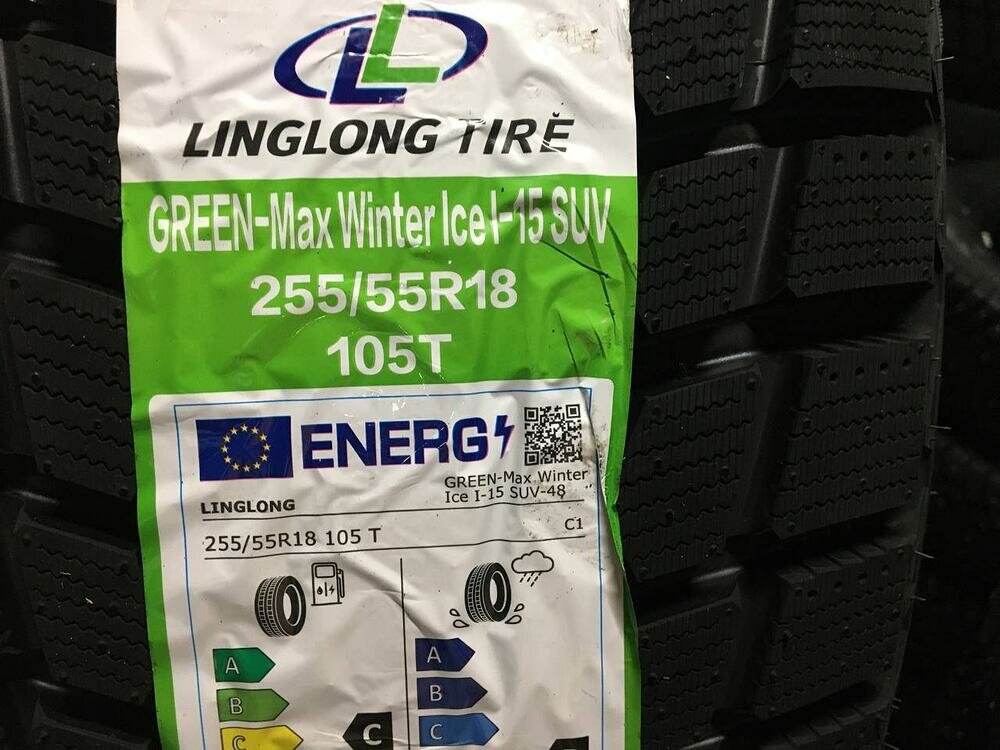 LINGLONG TIRE
GREEN-Max Winter Ice I-15 SUV
255/55R18
105T
ENERG
GREEN-Max Winter
Ice I-15 SUV-48
LINGLONG
255/55R18 105 T
C1
A
A
B
B
C
C
C